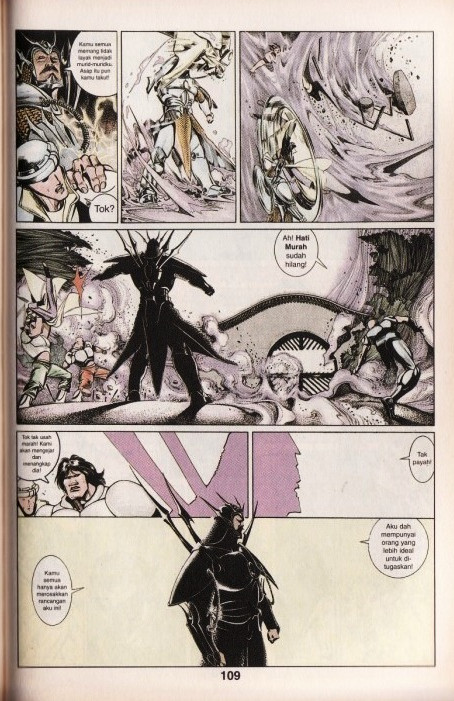 Kamu semua
memang tidak
layak menjadi
murid-muridku.
Asap itu pun
kamu takut!
Tok?
Ah! Hati
Murah
sudah
hilang!
Tok tak usah
marah! Kami
akan mengejar
dan
menangkap
dia!
Tak
payah!
Aku dah
mempunyai
orang yang
lebih ideal
untuk di-
tugaskan!
Kamu
semua
hanya akan
merosakkan
rancangan
aku ini!
109